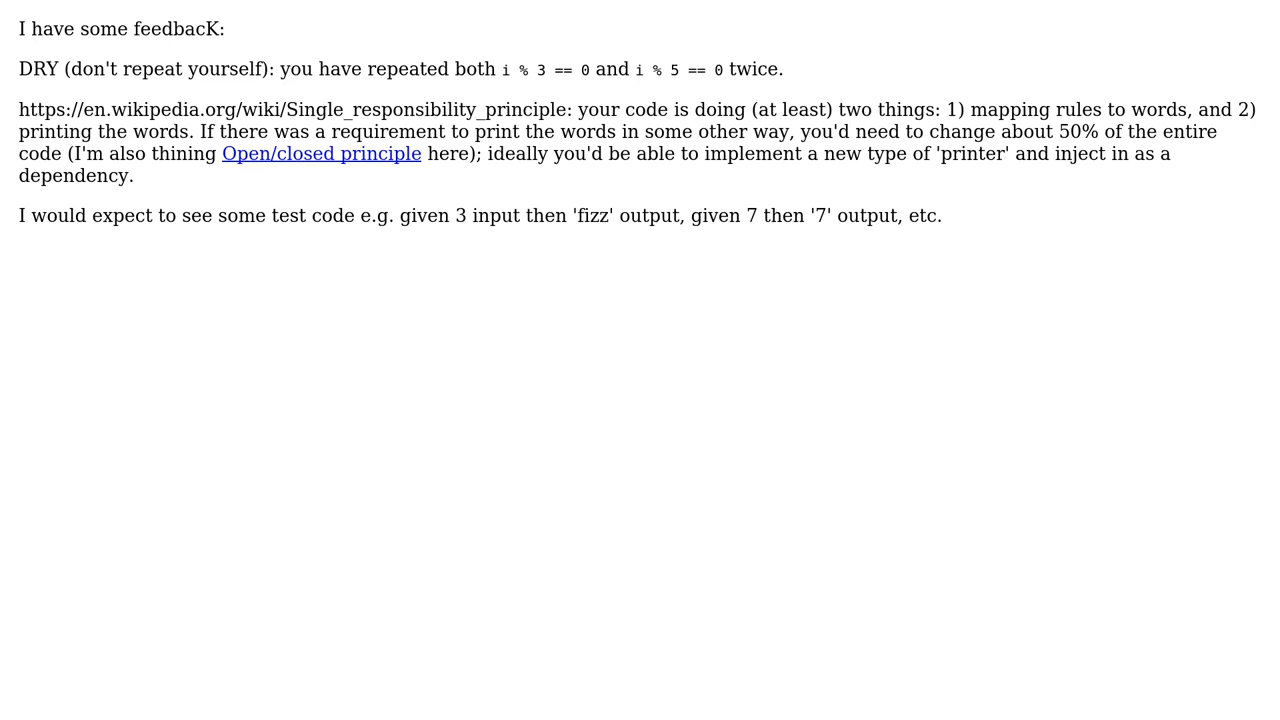 I have some feedbacK:
DRY (don't repeat yourself): you have repeated both i % 3 == 0 and i % 5 == 0 twice.
https://en.wikipedia.org/wiki/Single_responsibility_principle: your code is doing (at least) two things: 1) mapping rules to words, and 2)
printing the words. If there was a requirement to print the words in some other way, you'd need to change about 50% of the entire
code (I'm also thining Open/closed principle here); ideally you'd be able to implement a new type of 'printer' and inject in as a
dependency.
I would expect to see some test code e.g. given 3 input then 'fizz' output, given 7 then '7' output, etc.